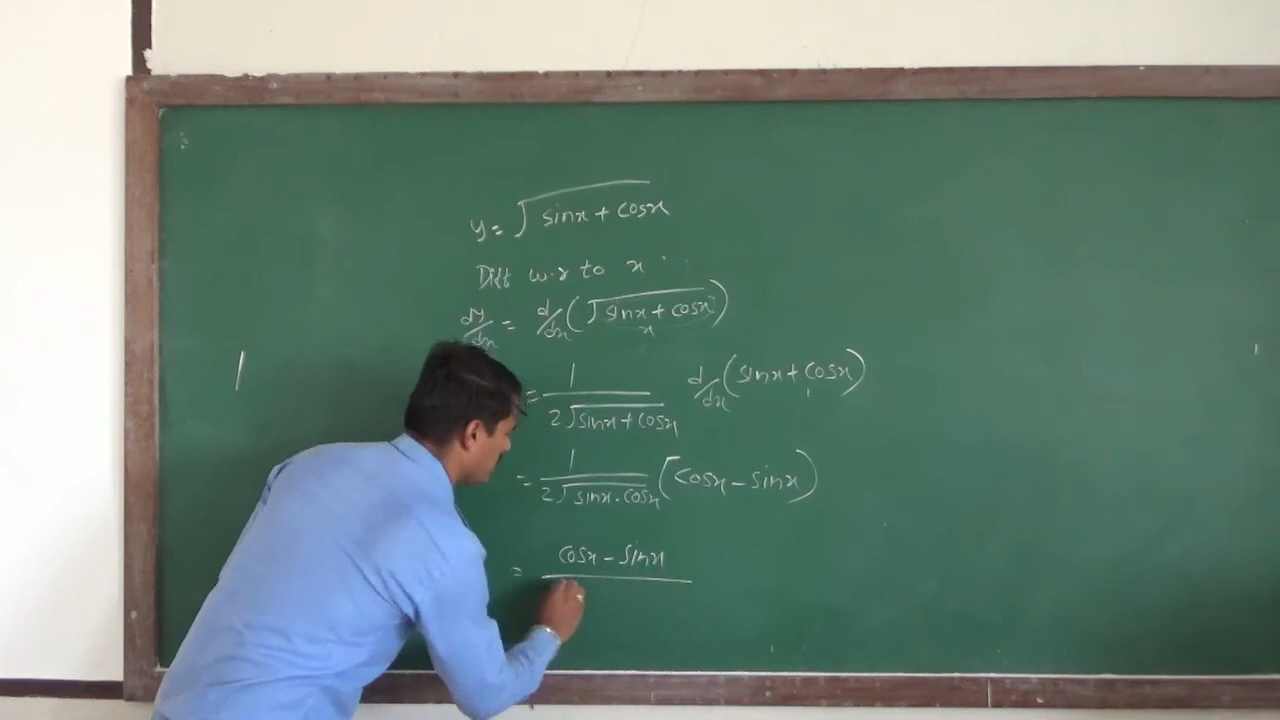 y = √sinx + cosx
Diff w.r to x ...
dy/dx = d/dx (√sinx + cosx)
x
= 1/2√sinx + cosx d/dx (sinx + cosx)
= 1/2√sinx . cosx (cosx - sinx)
= cosx - sinx